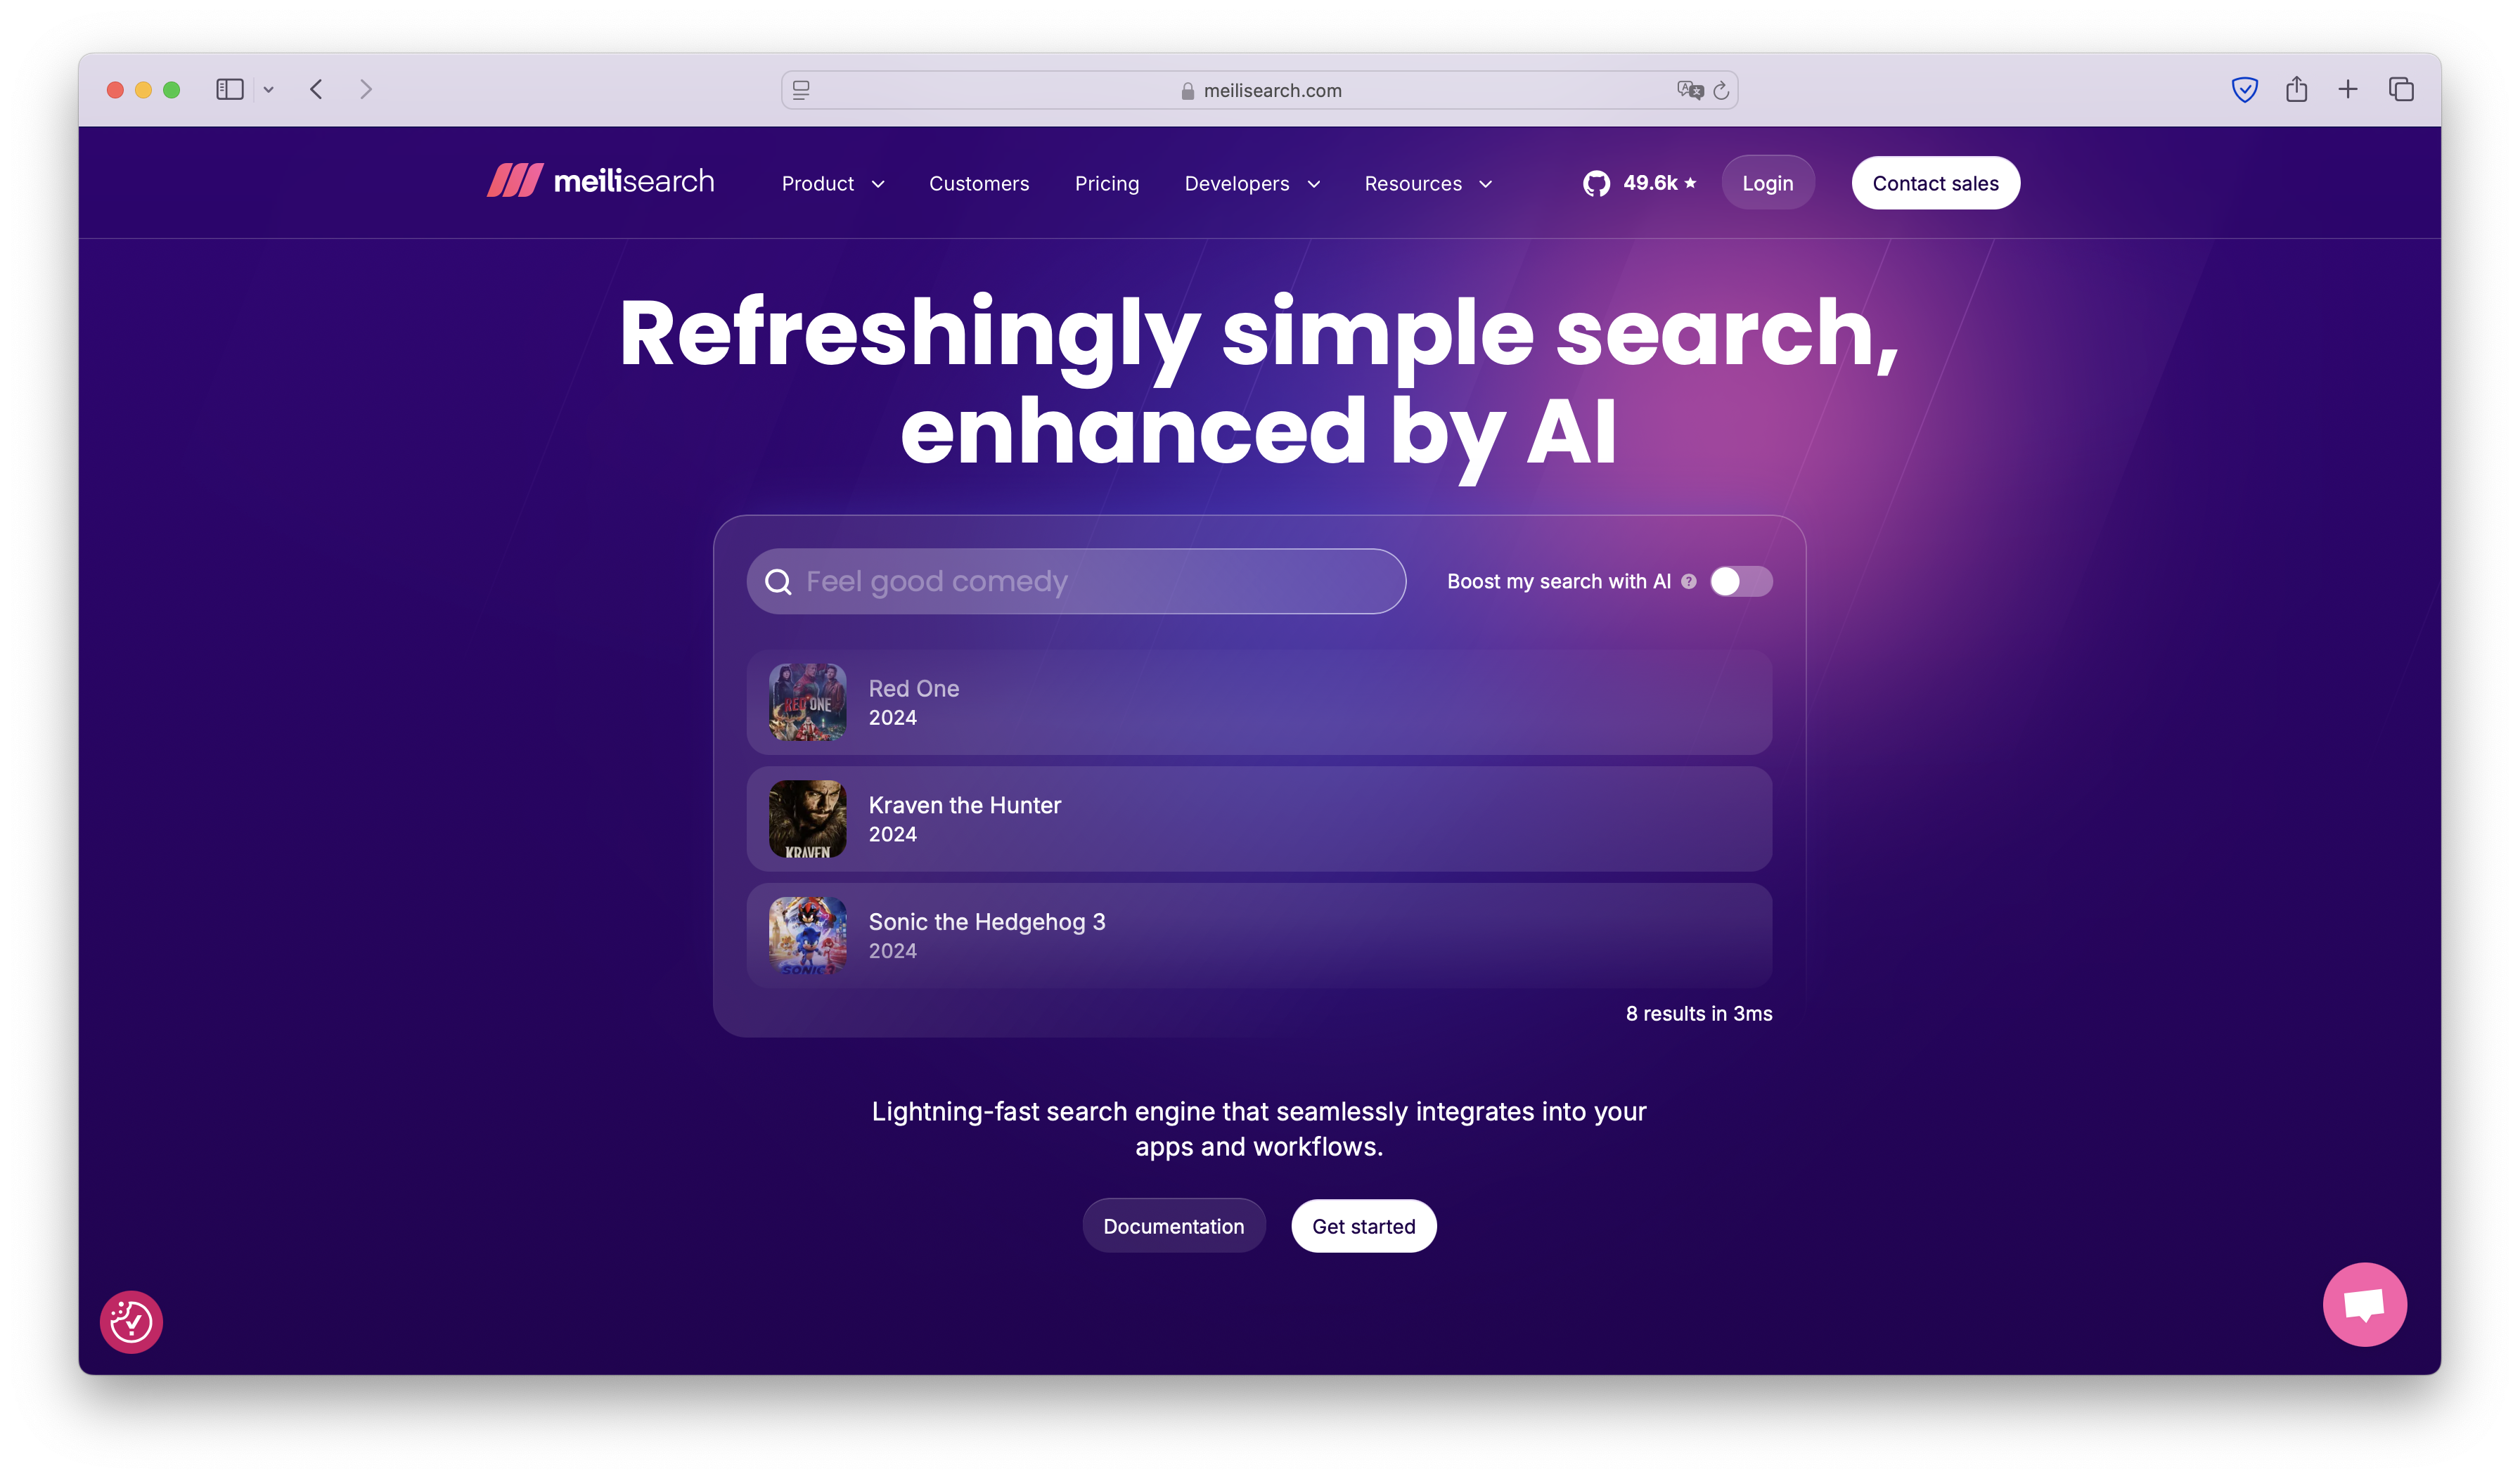 meilisearch.com
meilisearch
Product
Customers
Pricing
Developers
Resources
49.6k ★
Login
Contact sales
Refreshingly simple search,
enhanced by AI
Feel good comedy
Boost my search with AI ?
RED ONE
Red One
2024
KRAVEN
Kraven the Hunter
2024
SONIC 3
Sonic the Hedgehog 3
2024
8 results in 3ms
Lightning-fast search engine that seamlessly integrates into your
apps and workflows.
Documentation
Get started